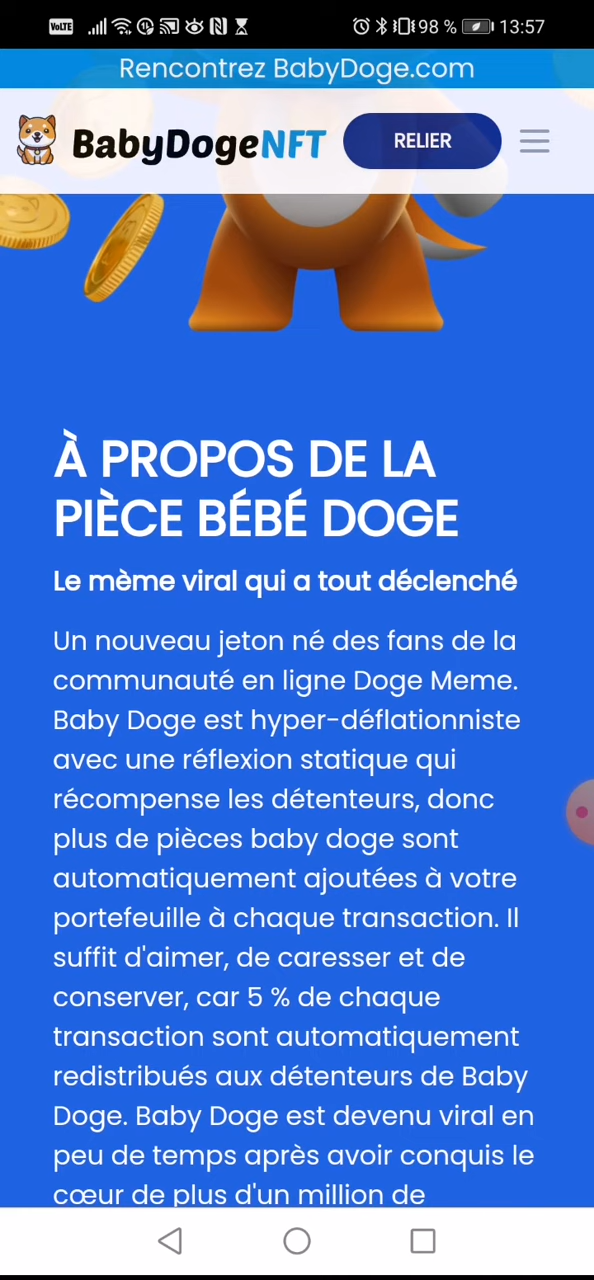 VoLTE 98 % 13:57
Rencontrez BabyDoge.com
BabyDogeNFT RELIER
À PROPOS DE LA
PIÈCE BÉBÉ DOGE
Le mème viral qui a tout déclenché
Un nouveau jeton né des fans de la
communauté en ligne Doge Meme.
Baby Doge est hyper-déflationniste
avec une réflexion statique qui
récompense les détenteurs, donc
plus de pièces baby doge sont
automatiquement ajoutées à votre
portefeuille à chaque transaction. Il
suffit d'aimer, de caresser et de
conserver, car 5 % de chaque
transaction sont automatiquement
redistribués aux détenteurs de Baby
Doge. Baby Doge est devenu viral en
peu de temps après avoir conquis le
cœur de plus d'un million de